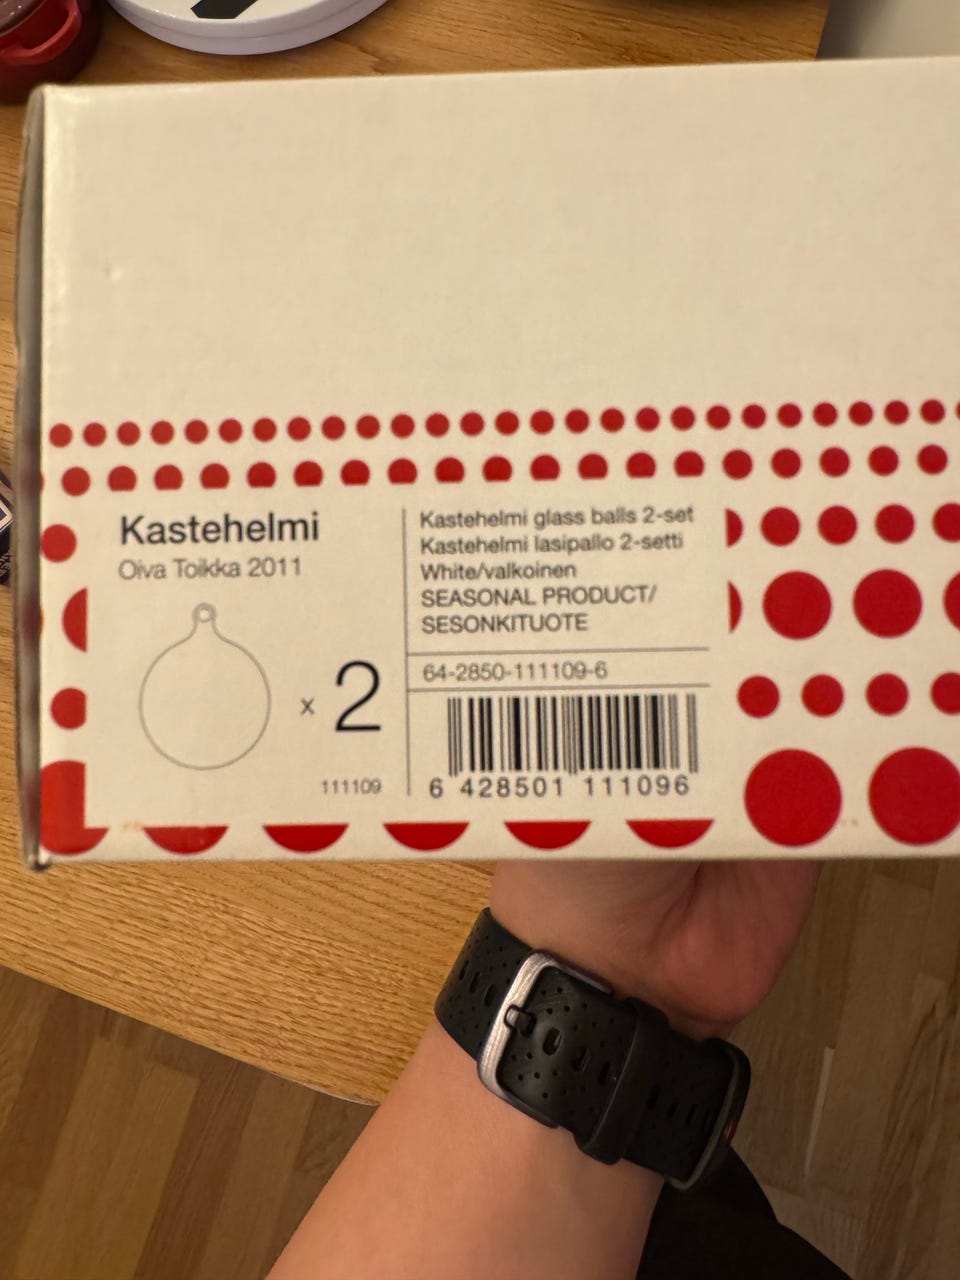 Kastehelmi
Oiva Toikka 2011
x 2
111109
Kastehelmi glass balls 2-set
Kastehelmi lasipallo 2-setti
White/valkoinen
SEASONAL PRODUCT/
SESONKITUOTE
64-2850-111109-6
6 428501 111096